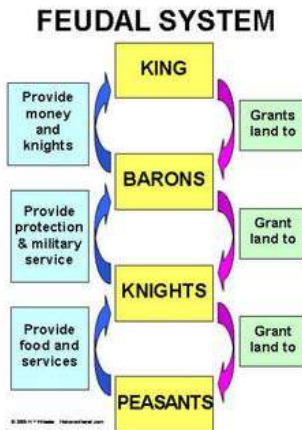 FEUDAL SYSTEM
KING
Provide
money
and
knights
Grants
land to
BARONS
Provide
protection
& military
service
Grant
land to
KNIGHTS
Provide
food and
services
Grant
land to
PEASANTS